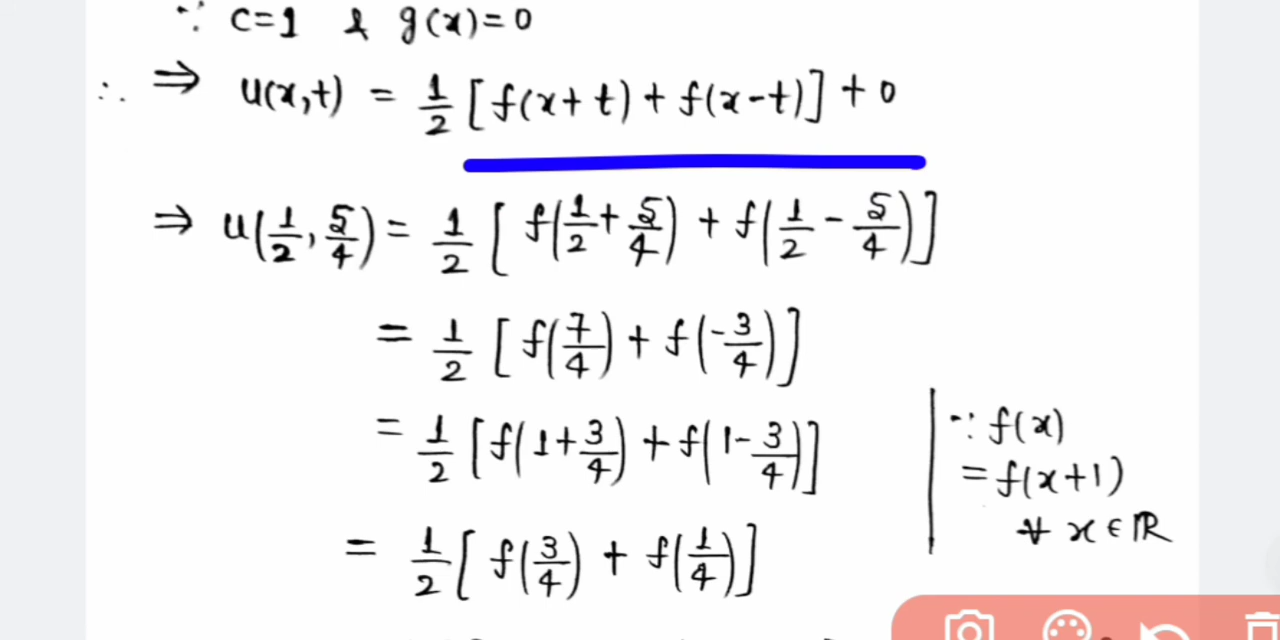 ∵ c=1 & g(x)=0
∴ ⇒ u(x,t) = 1/2 [f(x+t) + f(x-t)] + 0
⇒ u(1/2, 5/4) = 1/2 [f(1/2 + 5/4) + f(1/2 - 5/4)]
= 1/2 [f(7/4) + f(-3/4)]
= 1/2 [f(1+3/4) + f(1-3/4)]
= 1/2 [f(3/4) + f(1/4)]
∵ f(x)
= f(x+1)
∀ x ∈ ℝ